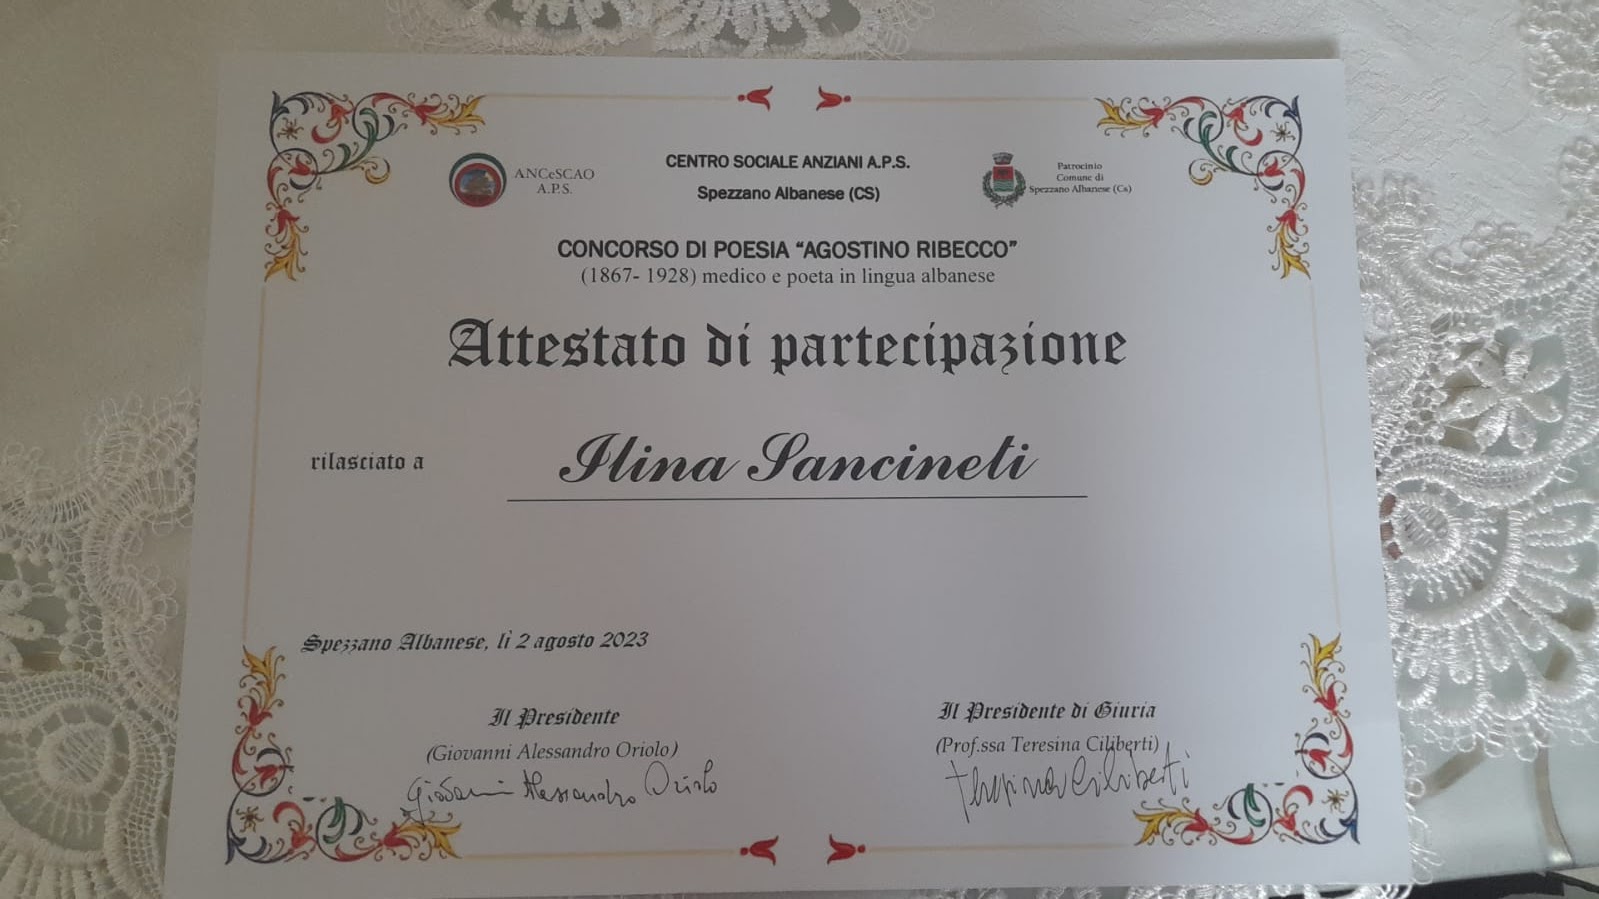 ANCeSCAO
A.P.S.
CENTRO SOCIALE ANZIANI A.P.S.
Spezzano Albanese (CS)
Patrocinio
Comune di
Spezzano Albanese (Cs)
CONCORSO DI POESIA “AGOSTINO RIBECCO”
(1867- 1928) medico e poeta in lingua albanese
Attestato di partecipazione
rilasciato a
Ilina Sancineti
Spezzano Albanese, lì 2 agosto 2023
Il Presidente
(Giovanni Alessandro Oriolo)
Giovanni Alessandro Oriolo
Il Presidente di Giuria
(Prof.ssa Teresina Ciliberti)
Teresina Ciliberti